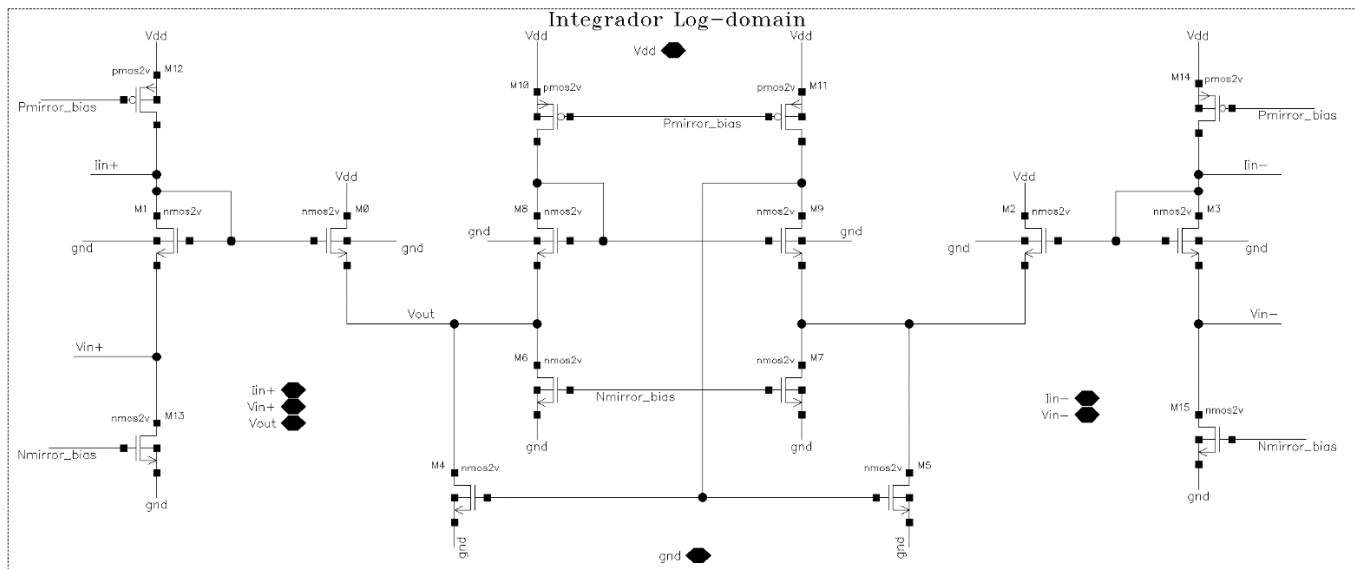 Integrador Log-domain
Vdd
Vdd
Vdd
Vdd
Vdd
pmos2v
M12
M10
pmos2v
pmos2v
M11
M14
pmos2v
Pmirror_bias
Pmirror_bias
Pmirror_bias
Iin+
Iin-
Vdd
Vdd
M1
nmos2v
nmos2v
M0
M8
nmos2v
nmos2v
M9
M2
nmos2v
nmos2v
M3
gnd
gnd
gnd
gnd
gnd
gnd
Vout
Vin-
Vin+
M6
nmos2v
nmos2v
M7
Iin+
Vin+
Vout
Nmirror_bias
Iin-
Vin-
nmos2v
M13
M15
nmos2v
Nmirror_bias
gnd
gnd
Nmirror_bias
M4
nmos2v
nmos2v
M5
gnd
gnd
gnd
gnd
gnd